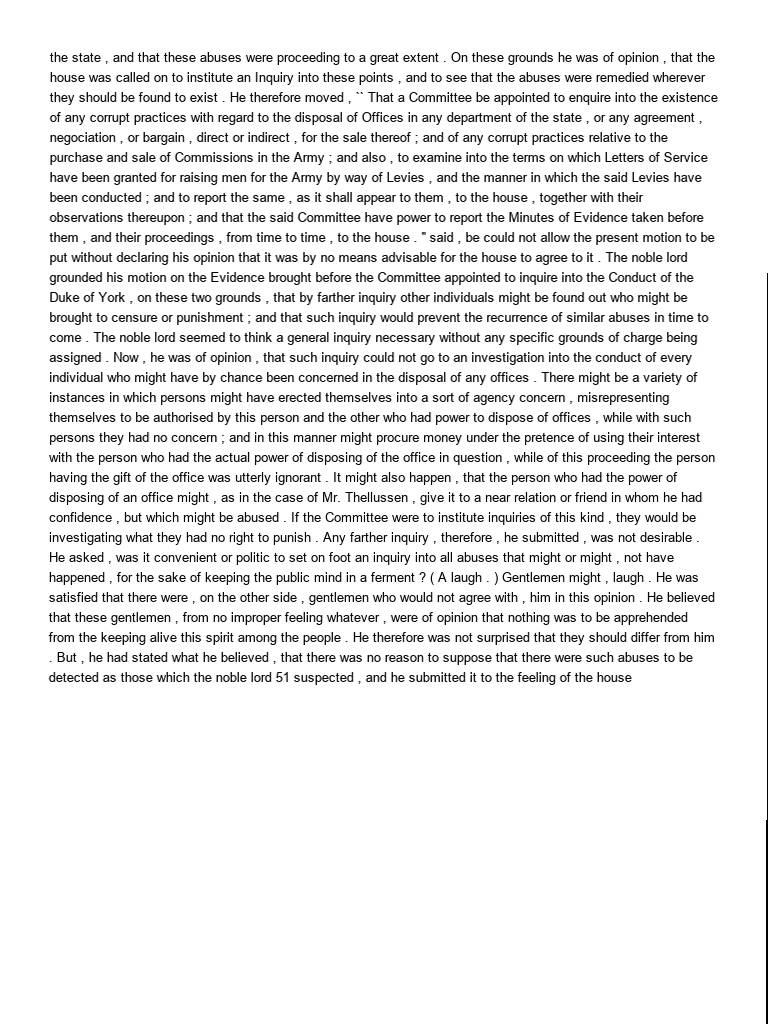 the state , and that these abuses were proceeding to a great extent . On these grounds he was of opinion , that the
house was called on to institute an Inquiry into these points , and to see that the abuses were remedied wherever
they should be found to exist . He therefore moved , `` That a Committee be appointed to enquire into the existence
of any corrupt practices with regard to the disposal of Offices in any department of the state , or any agreement ,
negociation , or bargain , direct or indirect , for the sale thereof ; and of any corrupt practices relative to the
purchase and sale of Commissions in the Army ; and also , to examine into the terms on which Letters of Service
have been granted for raising men for the Army by way of Levies , and the manner in which the said Levies have
been conducted ; and to report the same , as it shall appear to them , to the house , together with their
observations thereupon ; and that the said Committee have power to report the Minutes of Evidence taken before
them , and their proceedings , from time to time , to the house . " said , be could not allow the present motion to be
put without declaring his opinion that it was by no means advisable for the house to agree to it . The noble lord
grounded his motion on the Evidence brought before the Committee appointed to inquire into the Conduct of the
Duke of York , on these two grounds , that by farther inquiry other individuals might be found out who might be
brought to censure or punishment ; and that such inquiry would prevent the recurrence of similar abuses in time to
come . The noble lord seemed to think a general inquiry necessary without any specific grounds of charge being
assigned . Now , he was of opinion , that such inquiry could not go to an investigation into the conduct of every
individual who might have by chance been concerned in the disposal of any offices . There might be a variety of
instances in which persons might have erected themselves into a sort of agency concern , misrepresenting
themselves to be authorised by this person and the other who had power to dispose of offices , while with such
persons they had no concern ; and in this manner might procure money under the pretence of using their interest
with the person who had the actual power of disposing of the office in question , while of this proceeding the person
having the gift of the office was utterly ignorant . It might also happen , that the person who had the power of
disposing of an office might , as in the case of Mr. Thellussen , give it to a near relation or friend in whom he had
confidence , but which might be abused . If the Committee were to institute inquiries of this kind , they would be
investigating what they had no right to punish . Any farther inquiry , therefore , he submitted , was not desirable .
He asked , was it convenient or politic to set on foot an inquiry into all abuses that might or might , not have
happened , for the sake of keeping the public mind in a ferment ? ( A laugh . ) Gentlemen might , laugh . He was
satisfied that there were , on the other side , gentlemen who would not agree with , him in this opinion . He believed
that these gentlemen , from no improper feeling whatever , were of opinion that nothing was to be apprehended
from the keeping alive this spirit among the people . He therefore was not surprised that they should differ from him
. But , he had stated what he believed , that there was no reason to suppose that there were such abuses to be
detected as those which the noble lord 51 suspected , and he submitted it to the feeling of the house